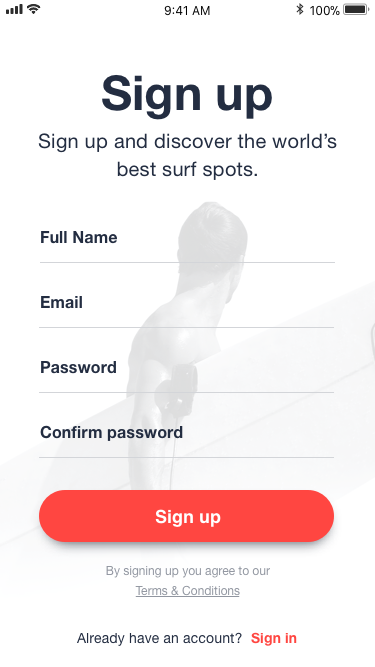 9:41 AM 100%
Sign up
Sign up and discover the world’s
best surf spots.
Full Name
Email
Password
Confirm password
Sign up
By signing up you agree to our
Terms & Conditions
Already have an account? Sign in